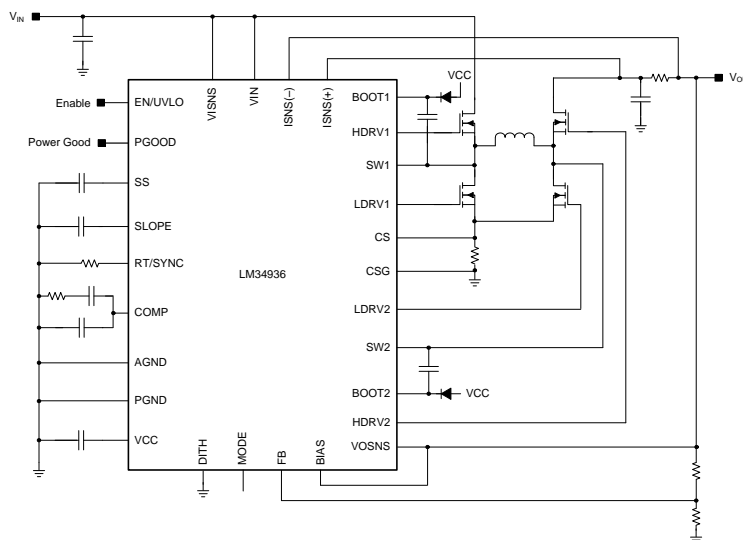 VIN
VISNS
VIN
ISNS(–)
ISNS(+)
Enable
EN/UVLO
Power Good
PGOOD
SS
SLOPE
RT/SYNC
COMP
AGND
PGND
VCC
LM34936
BOOT1
HDRV1
SW1
LDRV1
CS
CSG
LDRV2
SW2
BOOT2
HDRV2
VOSNS
VCC
VCC
DITH
MODE
FB
BIAS